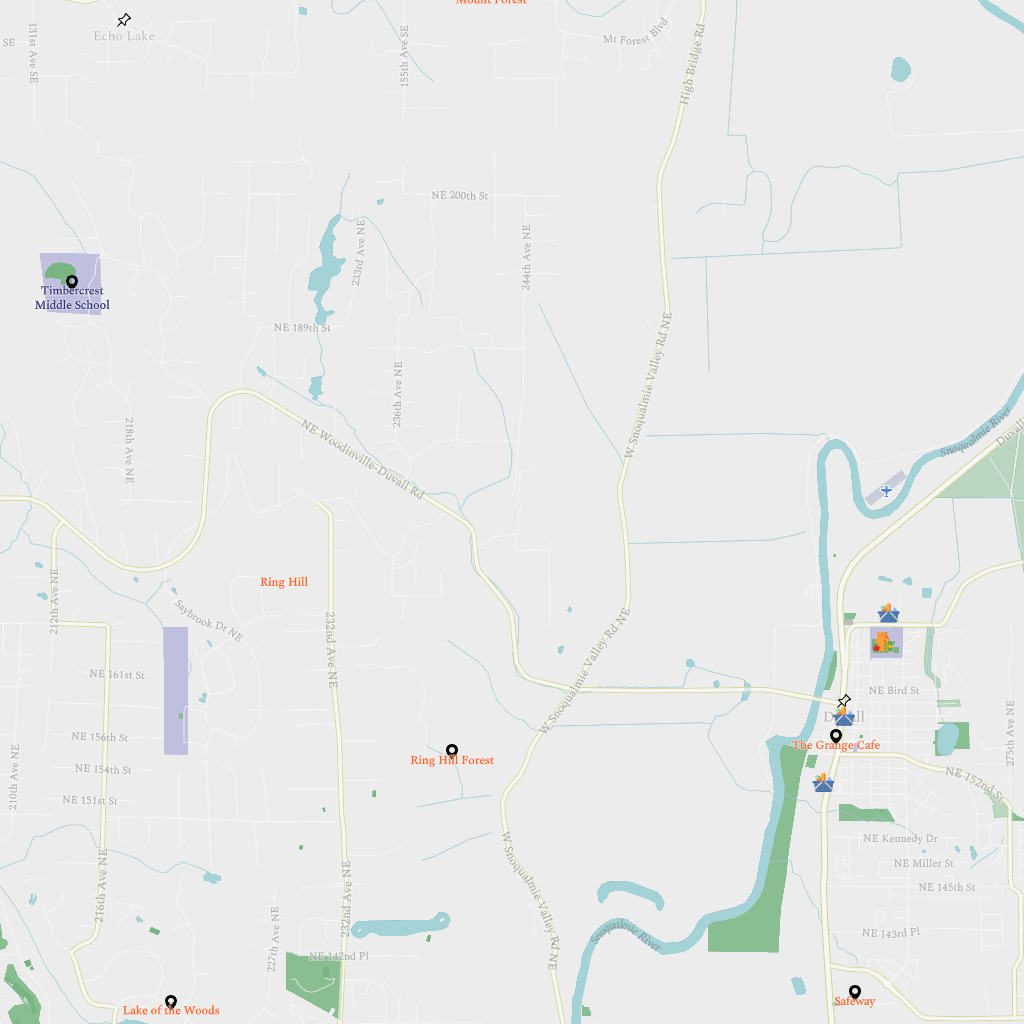 Mount Forest
Echo Lake
SE
131st Ave SE
155th Ave SE
Mt Forest Blvd
High Bridge Rd
NE 200th St
233rd Ave NE
244th Ave NE
Timbercrest
Middle School
NE 189th St
W Snoqualmie Valley Rd NE
236th Ave NE
218th Ave NE
NE Woodinville-Duvall Rd
Snoqualmie River
Duvall
Ring Hill
212th Ave NE
Saybrook Dr NE
232nd Ave NE
W Snoqualmie Valley Rd NE
NE 161st St
NE Bird St
NE 156th St
The Grange Cafe
275th Ave NE
Ring Hill Forest
NE 154th St
210th Ave NE
NE 152nd St
NE 151st St
NE Kennedy Dr
NE Miller St
W Snoqualmie Valley Rd NE
216th Ave NE
232nd Ave NE
NE 145th St
227th Ave NE
Snoqualmie River
NE 143rd Pl
NE 142nd Pl
Safeway
Lake of the Woods